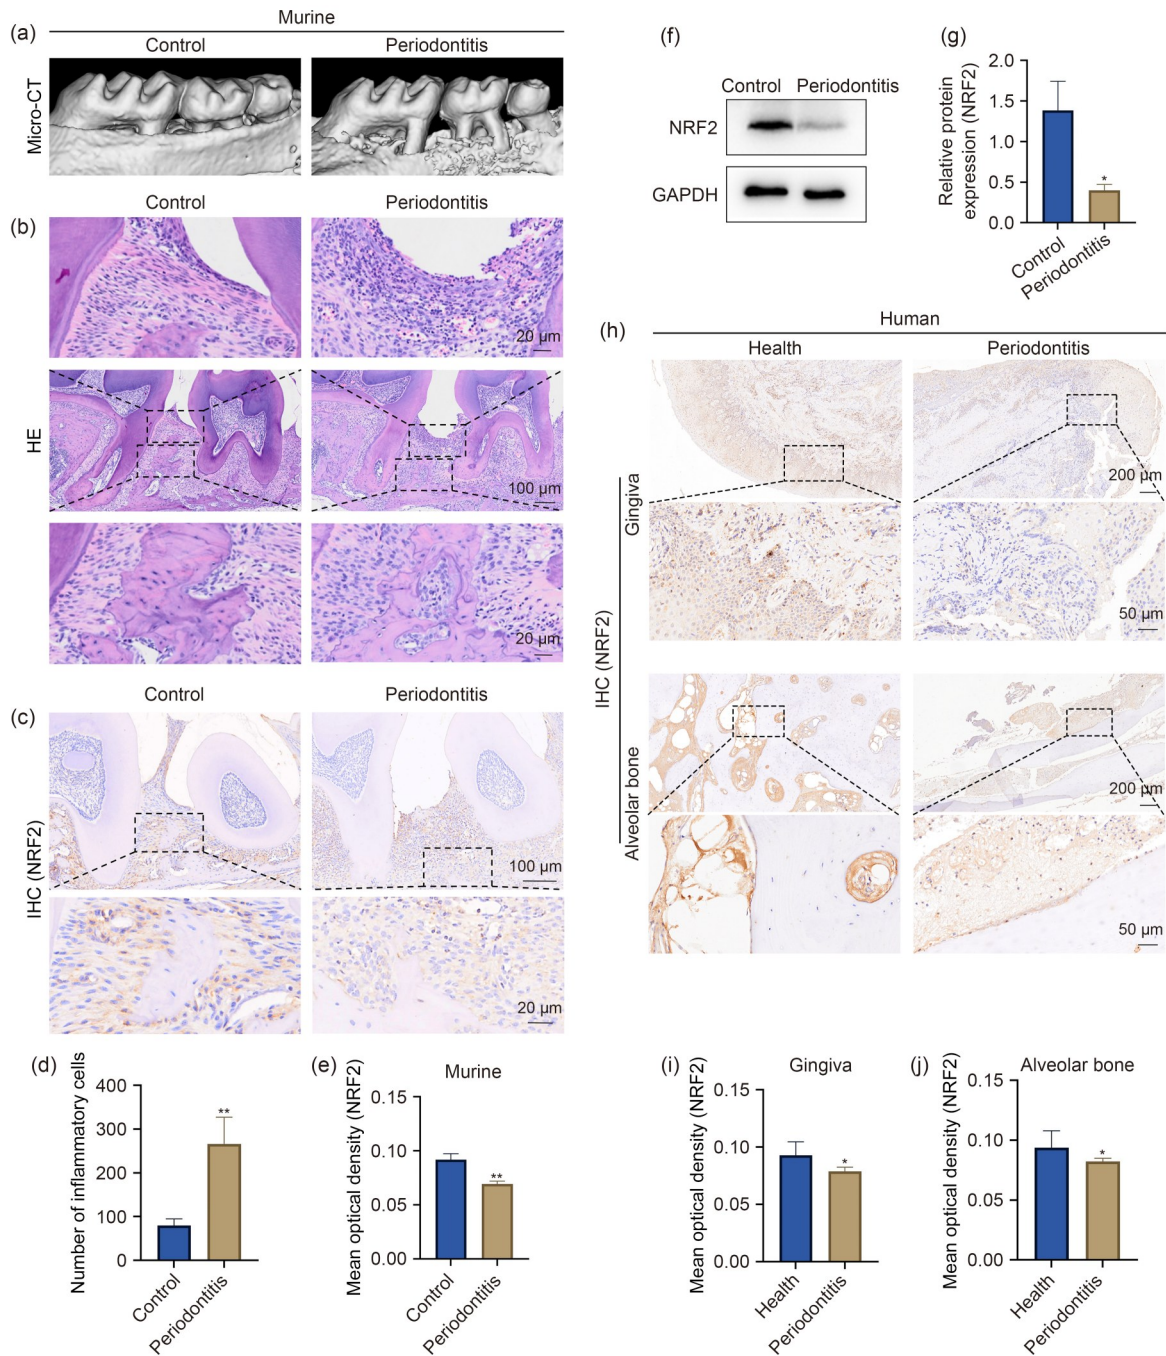 (a)
Murine
Control Periodontitis
Micro-CT
Control Periodontitis
(b)
20 µm
HE
100 µm
20 µm
Control Periodontitis
(c)
IHC (NRF2)
100 µm
20 µm
(d)
Number of inflammatory cells
400
300
200
100
0
**
Control
Periodontitis
(e)
Murine
Mean optical density (NRF2)
0.15
0.10
0.05
0.00
**
Control
Periodontitis
(f)
Control Periodontitis
NRF2
GAPDH
(g)
Relative protein
expression (NRF2)
2.0
1.5
1.0
0.5
0.0
*
Control
Periodontitis
(h)
Human
Health Periodontitis
IHC (NRF2)
Gingiva
200 µm
50 µm
Alveolar bone
200 µm
50 µm
(i)
Gingiva
Mean optical density (NRF2)
0.15
0.10
0.05
0.00
*
Health
Periodontitis
(j)
Alveolar bone
Mean optical density (NRF2)
0.15
0.10
0.05
0.00
*
Health
Periodontitis